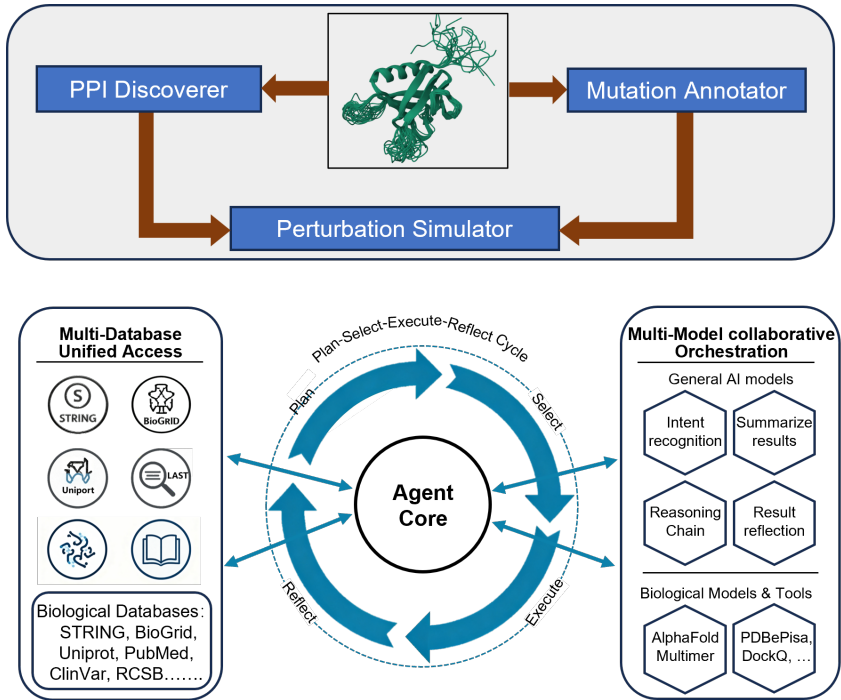 PPI Discoverer
Mutation Annotator
Perturbation Simulator
Multi-Database
Unified Access
S
STRING
BioGRID
Uniport
LAST
Biological Databases:
STRING, BioGrid,
Uniprot, PubMed,
ClinVar, RCSB.......
Plan-Select-Execute-Reflect Cycle
Plan
Select
Agent
Core
Reflect
Execute
Multi-Model collaborative
Orchestration
General AI models
Intent
recognition
Summarize
results
Reasoning
Chain
Result
reflection
Biological Models & Tools
AlphaFold
Multimer
PDBePisa,
DockQ, ...